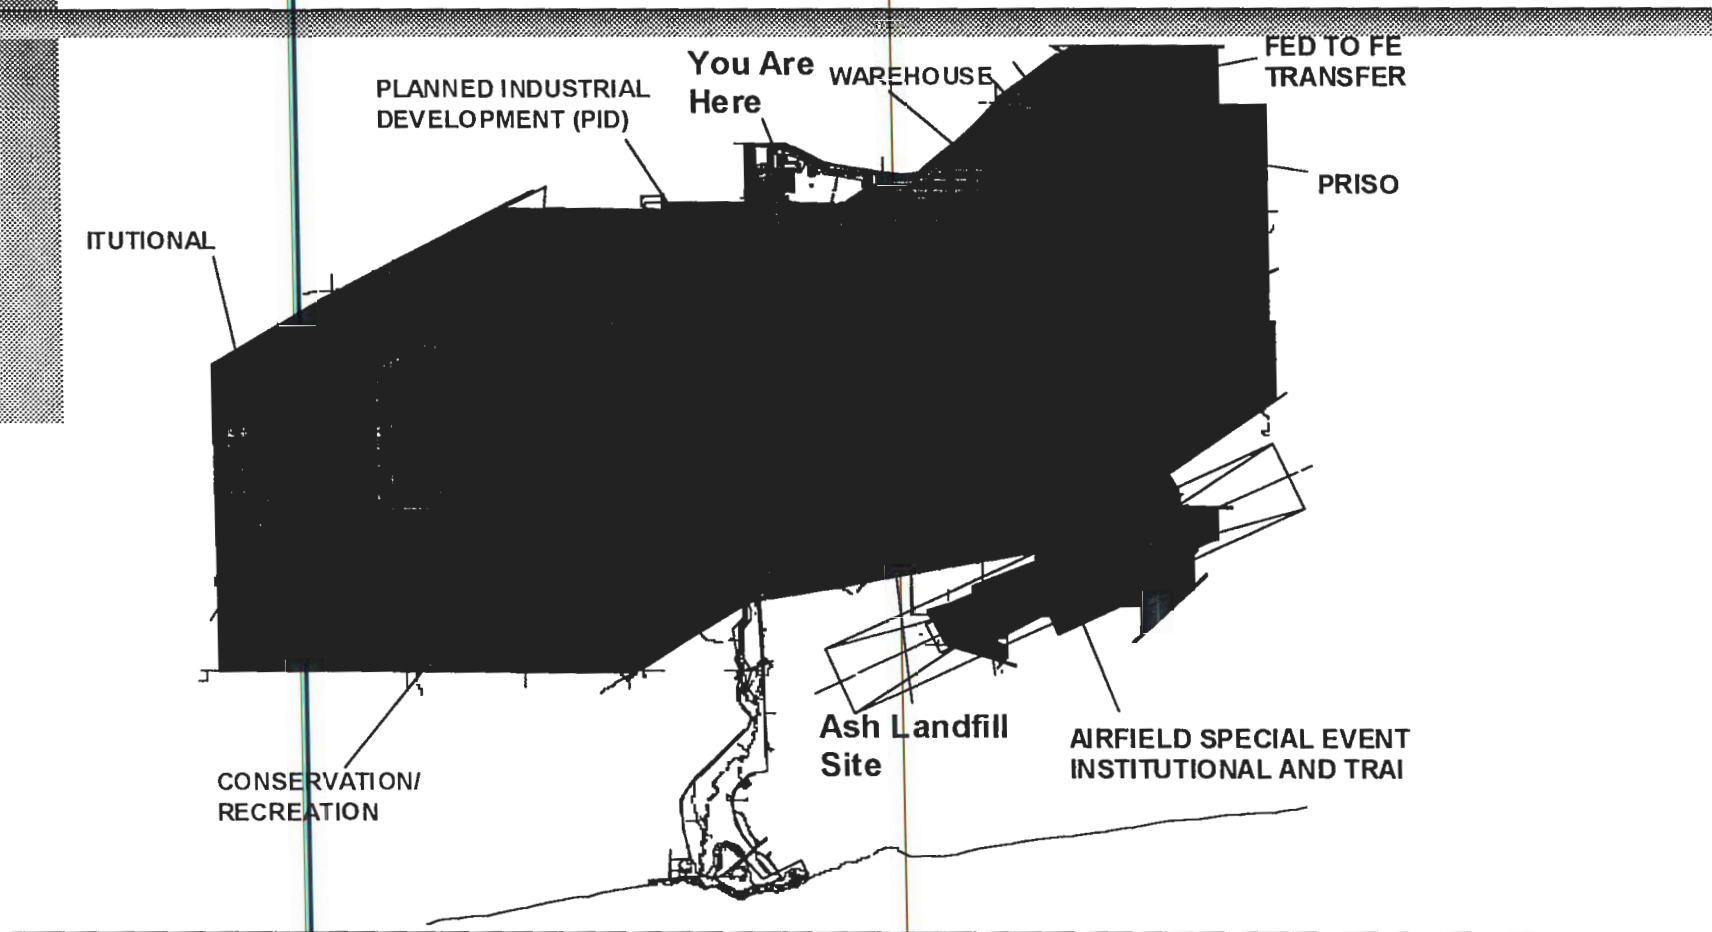 FED TO FE
TRANSFER
You Are
Here
WAREHOUSE
PLANNED INDUSTRIAL
DEVELOPMENT (PID)
PRISO
ITUTIONAL
Ash Landfill
Site
AIRFIELD SPECIAL EVENT
INSTITUTIONAL AND TRAI
CONSERVATION/
RECREATION